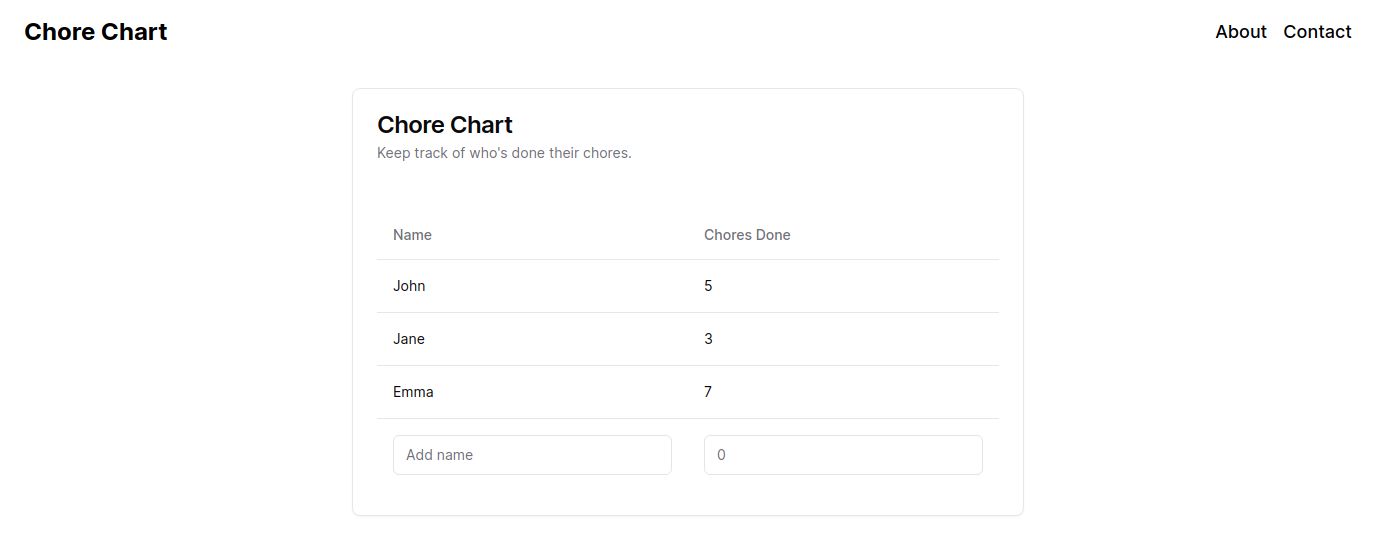 Chore Chart
About Contact
Chore Chart
Keep track of who's done their chores.
Name Chores Done
John 5
Jane 3
Emma 7
Add name 0